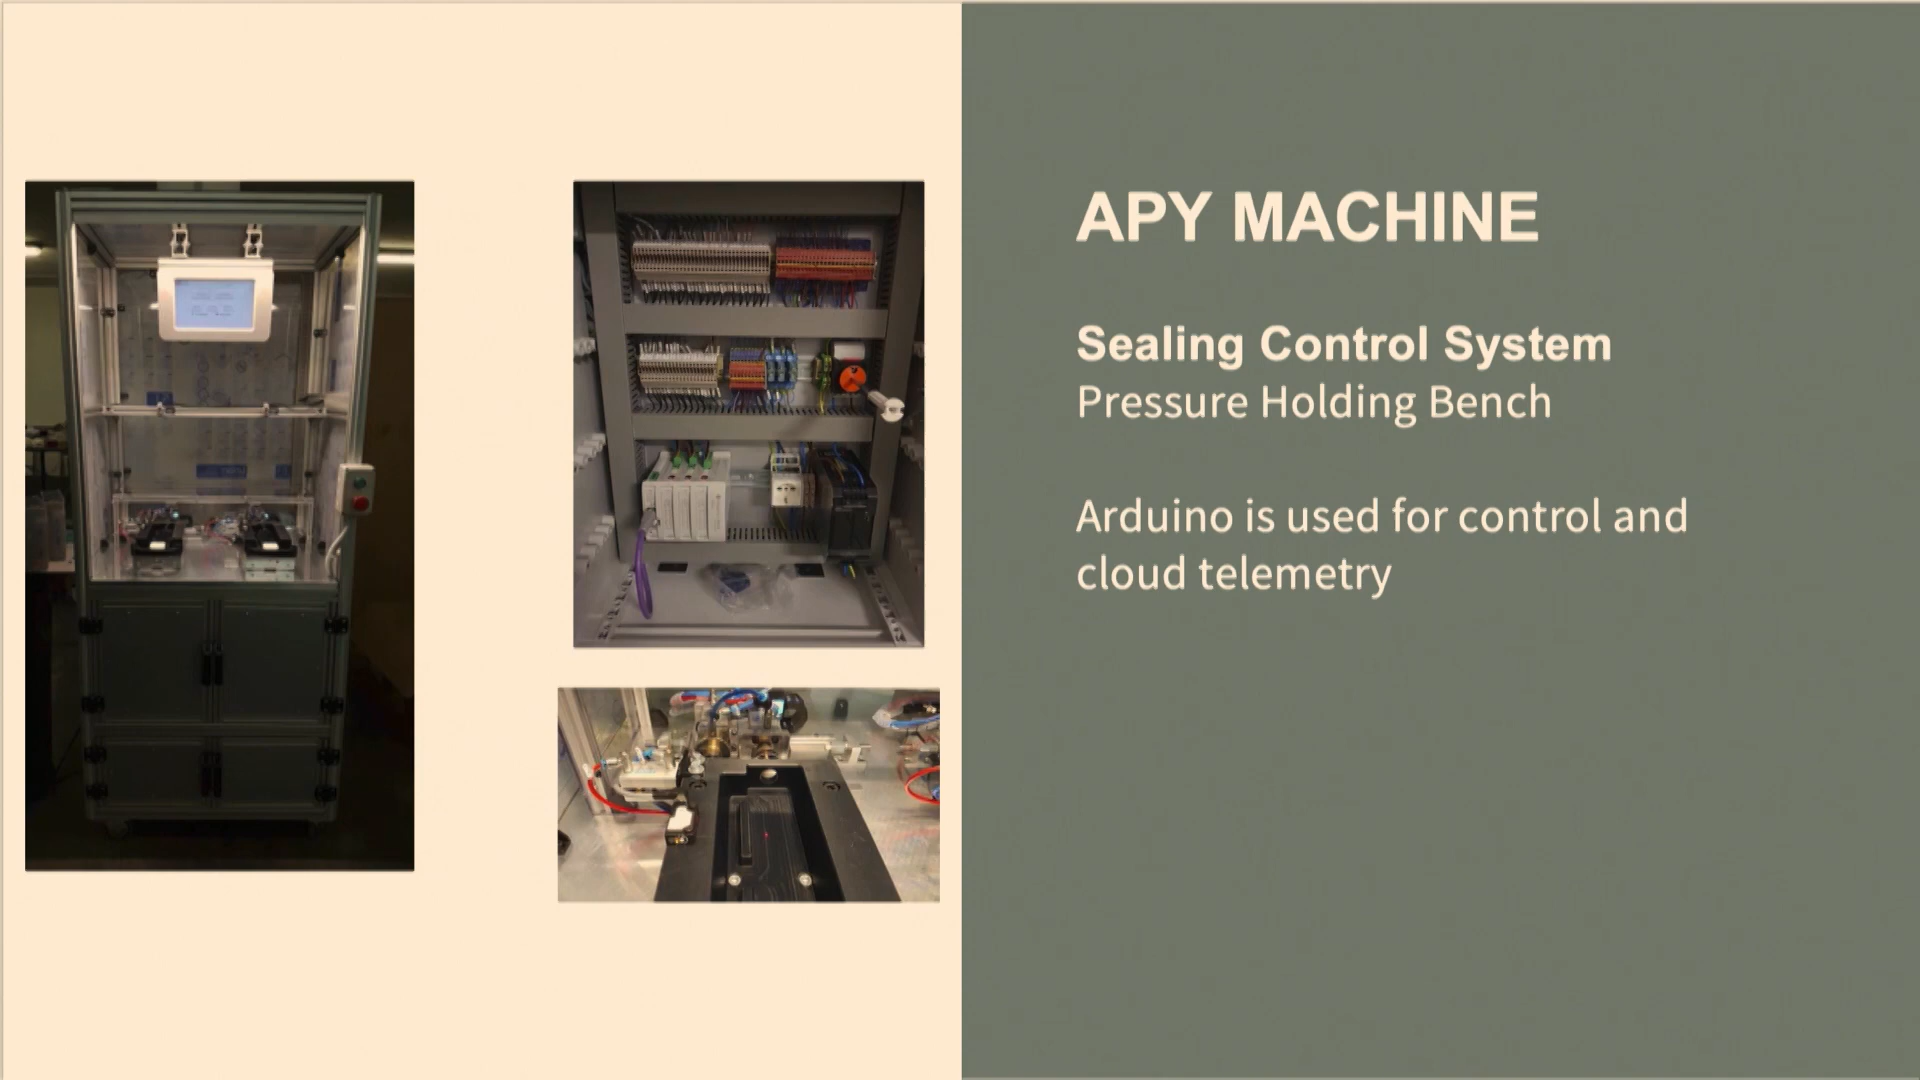 APY MACHINE
Sealing Control System
Pressure Holding Bench
Arduino is used for control and
cloud telemetry